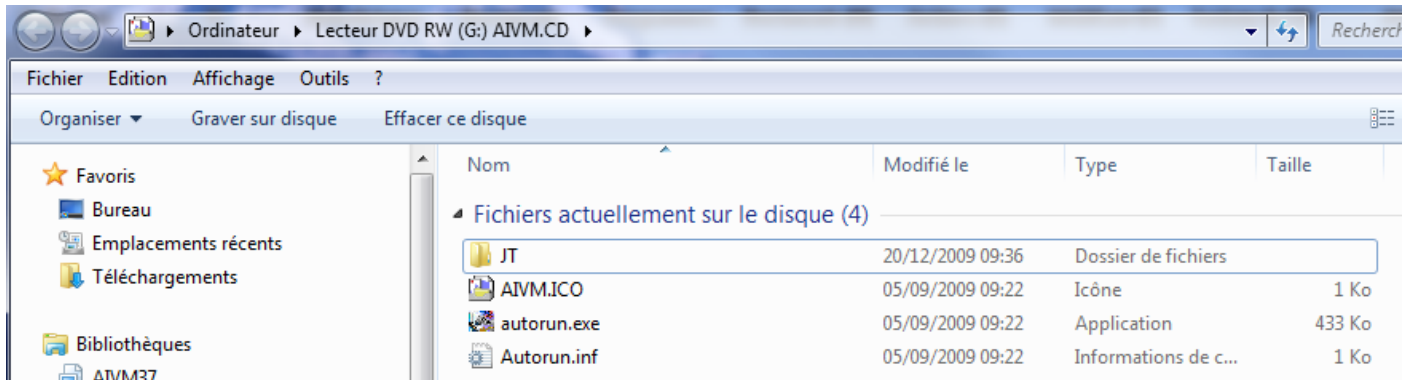 Ordinateur Lecteur DVD RW (G:) AIVM.CD Recherch
Fichier Edition Affichage Outils ?
Organiser Graver sur disque Effacer ce disque
Favoris
Bureau
Emplacements récents
Téléchargements
Bibliothèques
AIVM37
Nom Modifié le Type Taille
Fichiers actuellement sur le disque (4)
JT 20/12/2009 09:36 Dossier de fichiers
AIVM.ICO 05/09/2009 09:22 Icône 1 Ko
autorun.exe 05/09/2009 09:22 Application 433 Ko
Autorun.inf 05/09/2009 09:22 Informations de c... 1 Ko